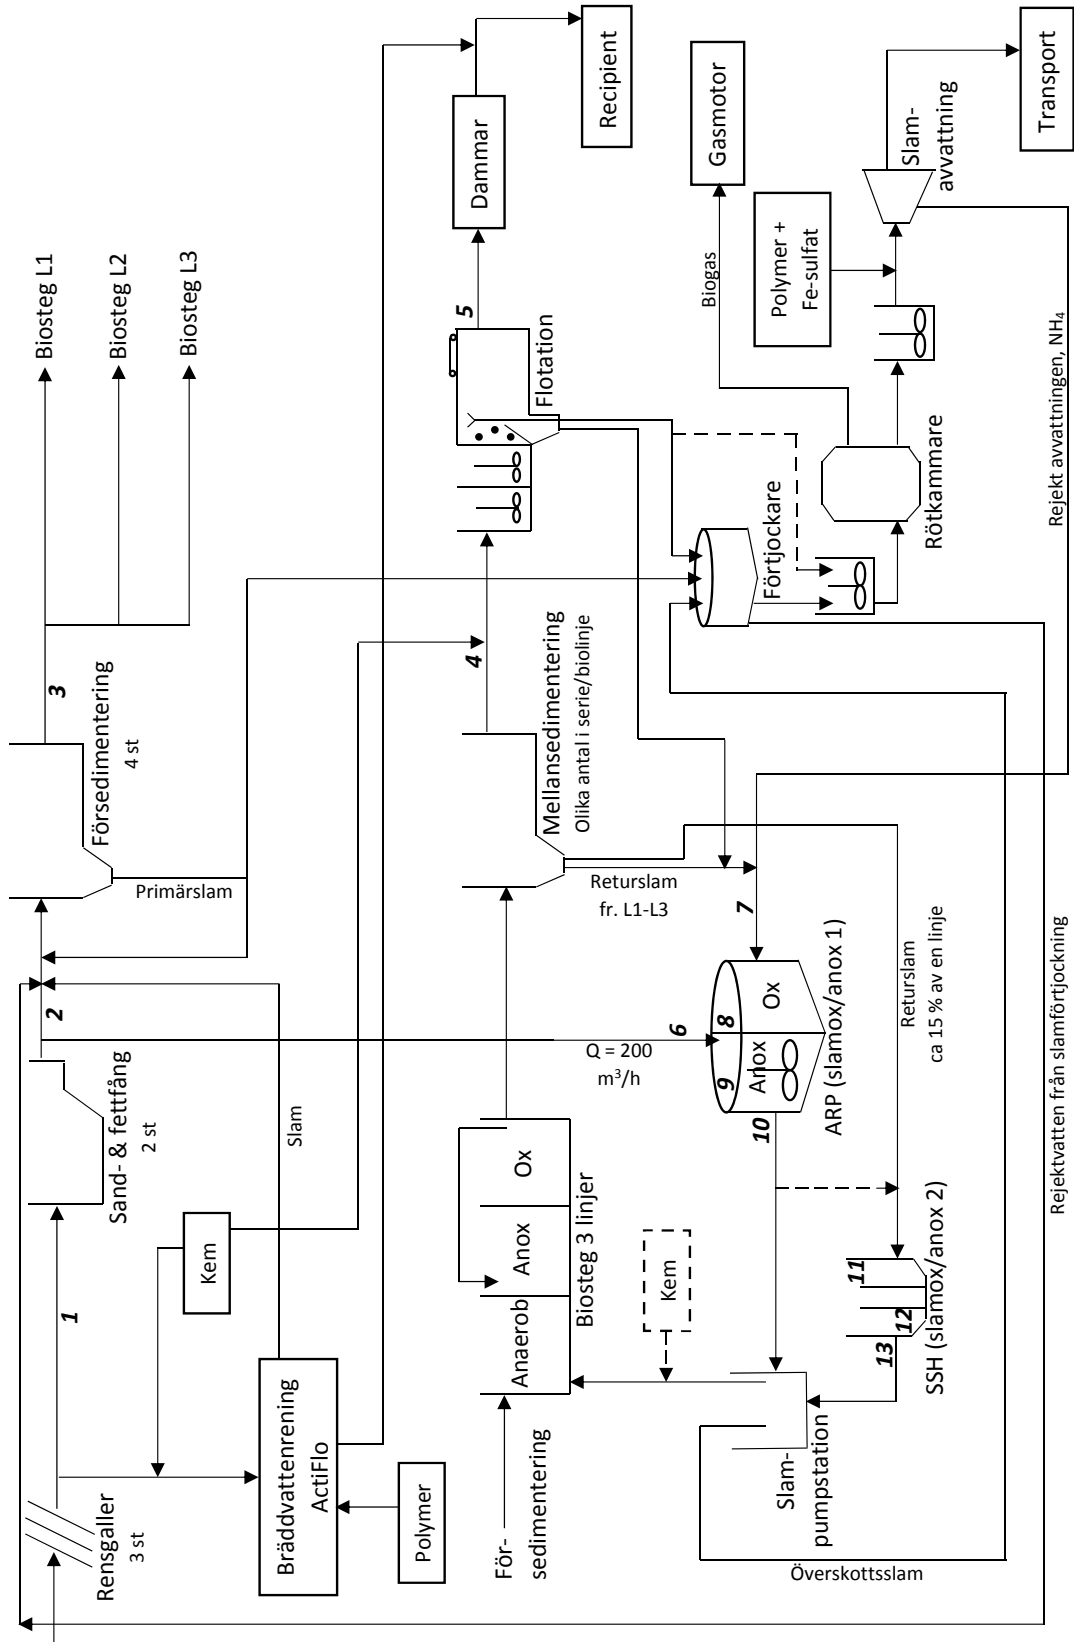 Rensgaller
3 st
1
Sand- & fettfång
2 st
2
Försedimentering
4 st
3
Biosteg L1
Biosteg L2
Biosteg L3
Primärslam
Slam
Kem
Bräddvattenrening
ActiFlo
Polymer
För-
sedimentering
Anaerob
Anox
Ox
Biosteg 3 linjer
Kem
Mellansedimentering
Olika antal i serie/biolinje
4
Flotation
5
Dammar
Recipient
Returslam
fr. L1-L3
Q = 200
m³/h
6
7
8
9
Ox
Anox
10
ARP (slamox/anox 1)
Returslam
ca 15 % av en linje
11
12
13
SSH (slamox/anox 2)
Slam-
pumpstation
Överskottsslam
Förtjockare
Rötkammare
Biogas
Gasmotor
Polymer +
Fe-sulfat
Slam-
avvattning
Transport
Rejekt avvattningen, NH₄
Rejektvatten från slamförtjockning